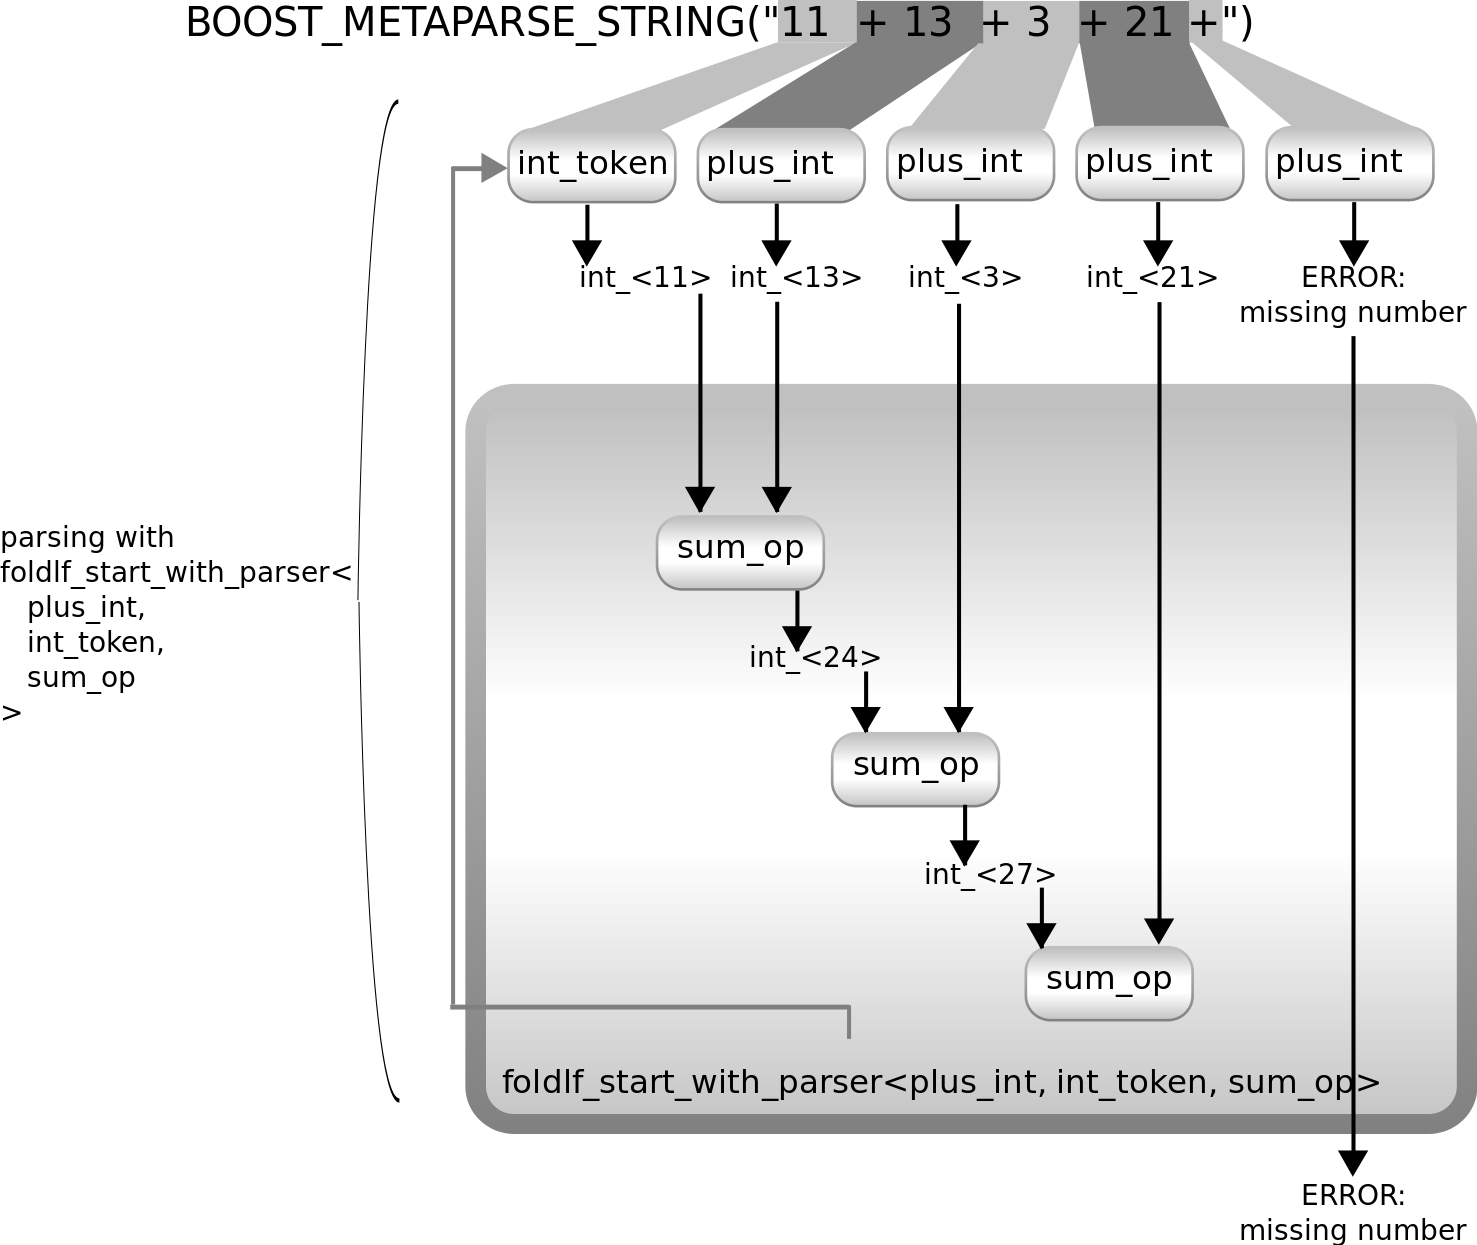 BOOST_METAPARSE_STRING("11 + 13 + 3 + 21 +")
int_token plus_int plus_int plus_int plus_int
int_<11> int_<13> int_<3> int_<21> ERROR:
missing number
sum_op
parsing with
foldlf_start_with_parser<
plus_int,
int_token,
sum_op
>
int_<24>
sum_op
int_<27>
sum_op
foldlf_start_with_parser<plus_int, int_token, sum_op>
ERROR:
missing number